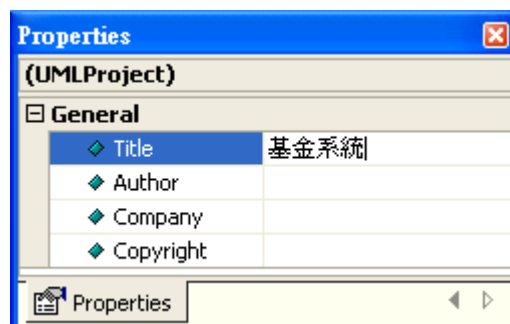 Properties
(UMLProject)
General
Title 基金系統
Author
Company
Copyright
Properties